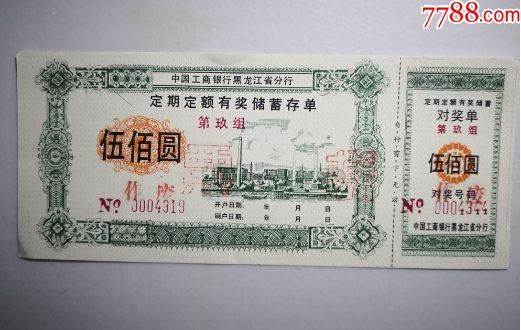 7788.com
中国工商银行黑龙江省分行
定期定额有奖储蓄存单
第玖组
伍佰圆
作废
№ 0004319
开户日期： 年 月 日
销户日期： 年 月 日
定期定额有奖储蓄
对奖单
第玖组
伍佰圆
对奖号码
作废
№ 0004344
中国工商银行黑龙江省分行